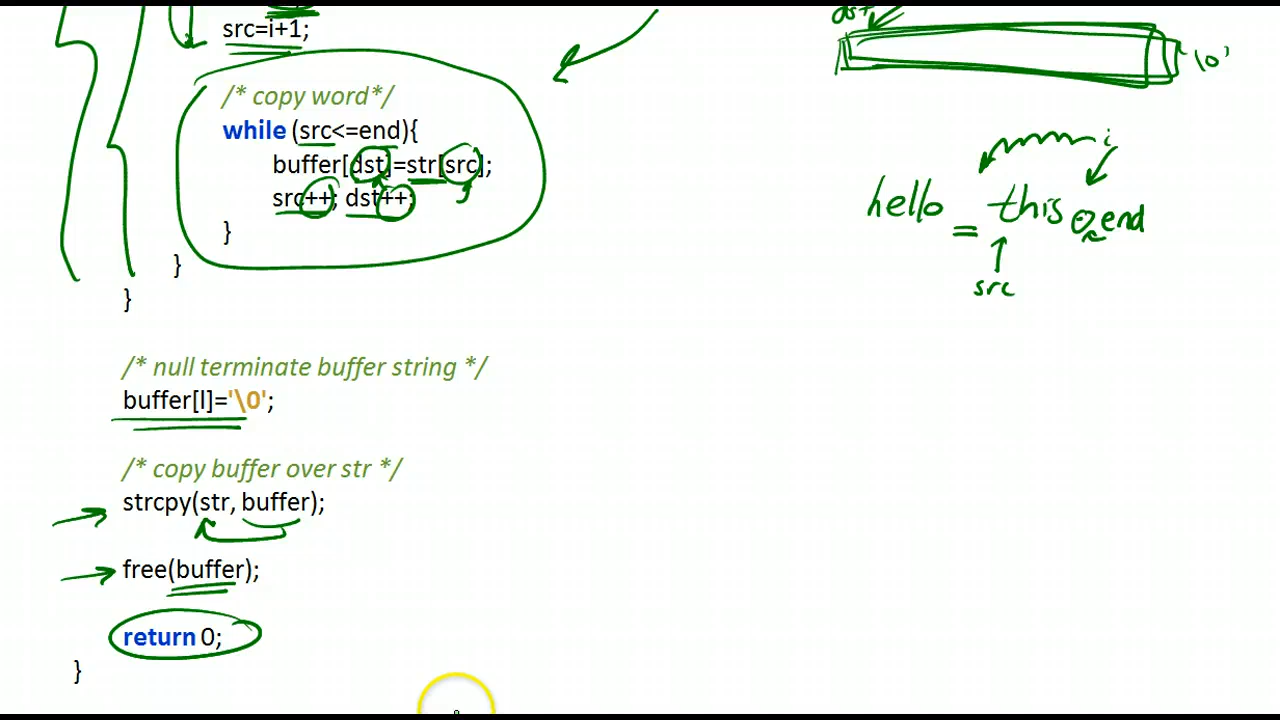 src=i+1;
/* copy word*/
while (src<=end){
buffer[dst]=str[src];
src++; dst++;
}
}
}
/* null terminate buffer string */
buffer[l]='\0';
/* copy buffer over str */
strcpy(str, buffer);
free(buffer);
return 0;
}
dst
'\0'
i
hello = this end
src